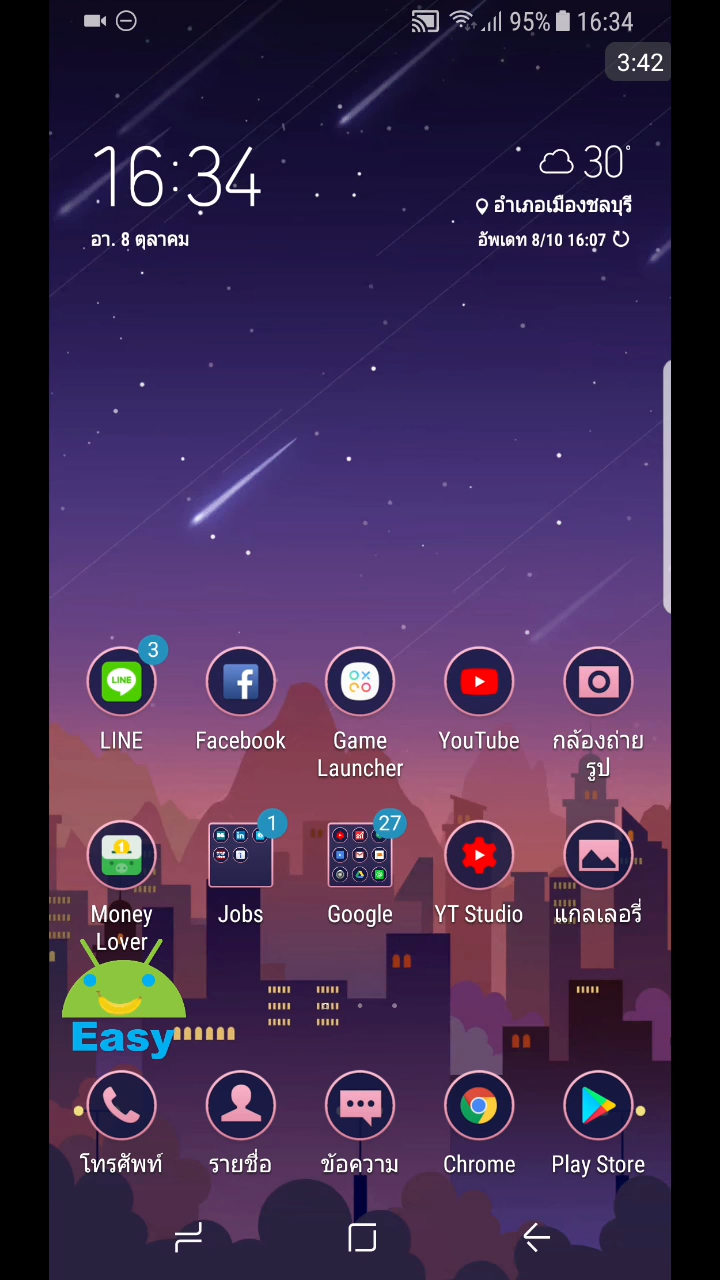 95% 16:34
3:42
16:34
30°
อำเภอเมืองชลบุรี
อา. 8 ตุลาคม
อัพเดท 8/10 16:07
3
LINE
LINE
Facebook
Game
Launcher
YouTube
กล้องถ่าย
รูป
1
27
Money
Lover
Jobs
Google
YT Studio
แกลเลอรี่
Easy
โทรศัพท์
รายชื่อ
ข้อความ
Chrome
Play Store